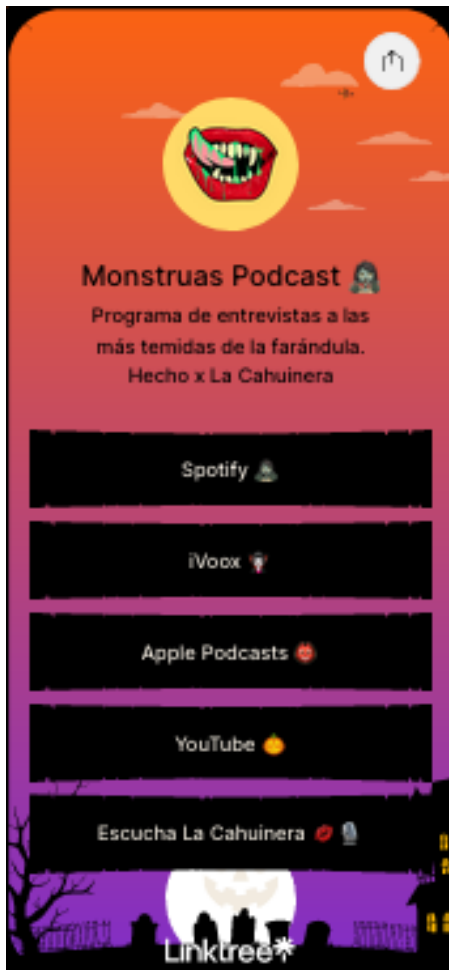 Monstruas Podcast 🧟‍♀️
Programa de entrevistas a las
más temidas de la farándula.
Hecho x La Cahuinera
Spotify 🧟‍♀️
iVoox 🧛‍♀️
Apple Podcasts 👹
YouTube 🎃
Escucha La Cahuinera 💋 🎙️
Linktree*